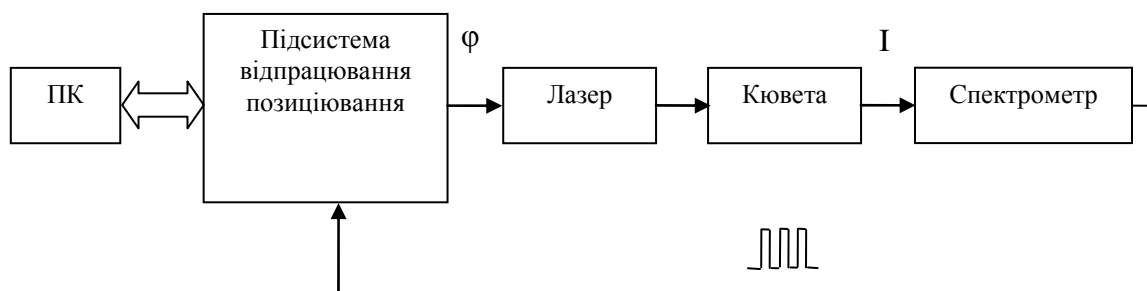 ПК
Підсистема
відпрацювання
позиціювання
φ
Лазер
Кювета
I
Спектрометр